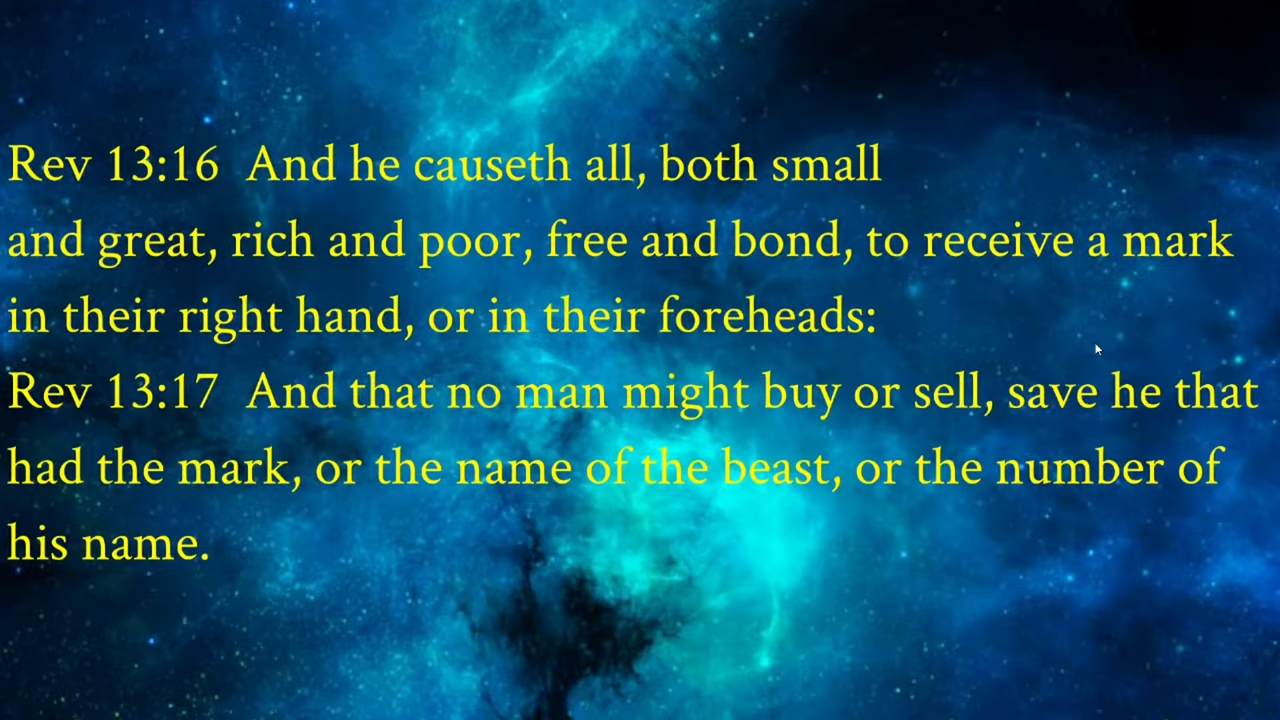 Rev 13:16  And he causeth all, both small
and great, rich and poor, free and bond, to receive a mark
in their right hand, or in their foreheads:
Rev 13:17  And that no man might buy or sell, save he that
had the mark, or the name of the beast, or the number of
his name.